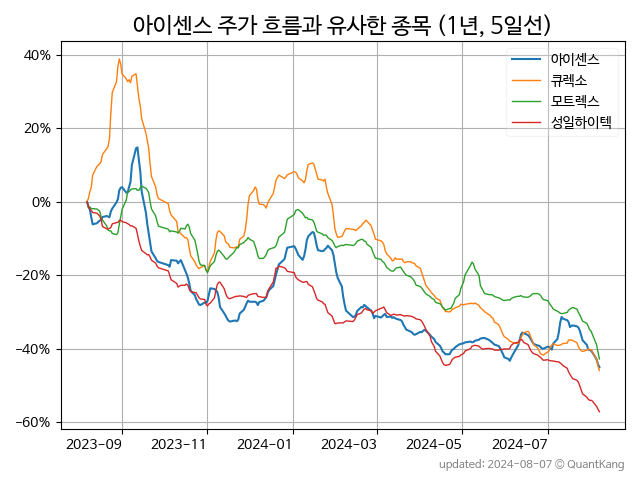 아이센스 주가 흐름과 유사한 종목 (1년, 5일선)
아이센스
큐렉소
모트렉스
성일하이텍
40%
20%
0%
−20%
−40%
−60%
2023-09 2023-11 2024-01 2024-03 2024-05 2024-07
updated: 2024-08-07 © QuantKang